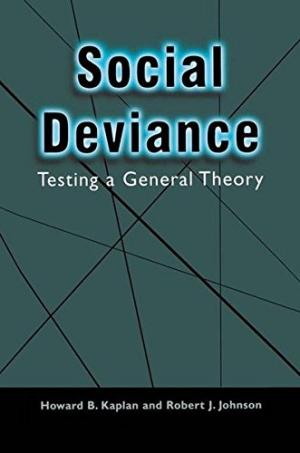 Social
Deviance
Testing a General Theory
Howard B. Kaplan and Robert J. Johnson